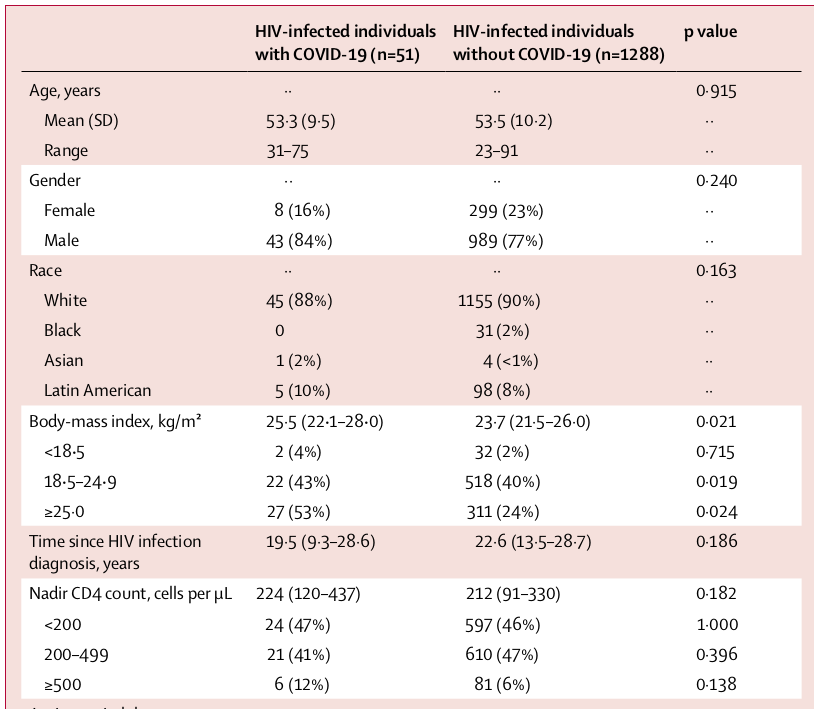 HIV-infected individuals with COVID-19 (n=51) HIV-infected individuals without COVID-19 (n=1288) p value
Age, years ·· ·· 0·915
Mean (SD) 53·3 (9·5) 53·5 (10·2) ··
Range 31–75 23–91 ··
Gender ·· ·· 0·240
Female 8 (16%) 299 (23%) ··
Male 43 (84%) 989 (77%) ··
Race ·· ·· 0·163
White 45 (88%) 1155 (90%) ··
Black 0 31 (2%) ··
Asian 1 (2%) 4 (<1%) ··
Latin American 5 (10%) 98 (8%) ··
Body-mass index, kg/m² 25·5 (22·1–28·0) 23·7 (21·5–26·0) 0·021
<18·5 2 (4%) 32 (2%) 0·715
18·5–24·9 22 (43%) 518 (40%) 0·019
≥25·0 27 (53%) 311 (24%) 0·024
Time since HIV infection diagnosis, years 19·5 (9·3–28·6) 22·6 (13·5–28·7) 0·186
Nadir CD4 count, cells per μL 224 (120–437) 212 (91–330) 0·182
<200 24 (47%) 597 (46%) 1·000
200–499 21 (41%) 610 (47%) 0·396
≥500 6 (12%) 81 (6%) 0·138